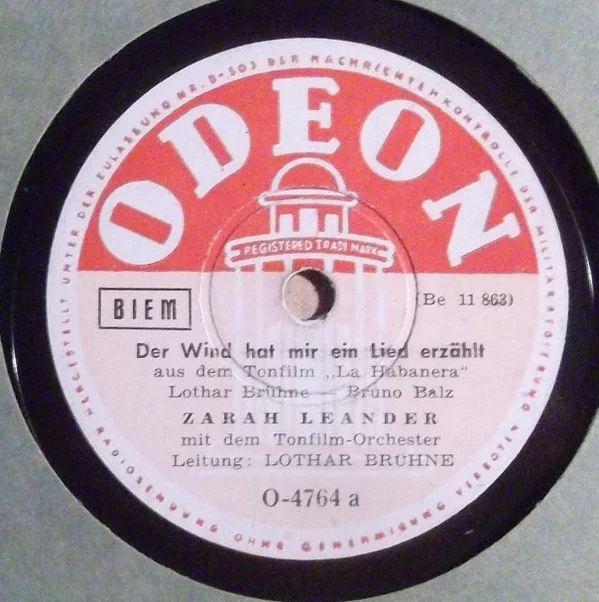 HERGESTELLT UNTER DER ZULASSUNG NR. B-503 DER NACHRICHTENKONTROLLE DER MILITÄRREGIERUNG
RADIOSENDUNG OHNE GENEHMIGUNG VERBOTEN
ODEON
REGISTERED TRADE MARK
BIEM
(Be 11 863)
Der Wind hat mir ein Lied erzählt
aus dem Tonfilm „La Habanera“
Lothar Brühne — Bruno Balz
ZARAH LEANDER
mit dem Tonfilm-Orchester
Leitung: LOTHAR BRÜHNE
O-4764 a